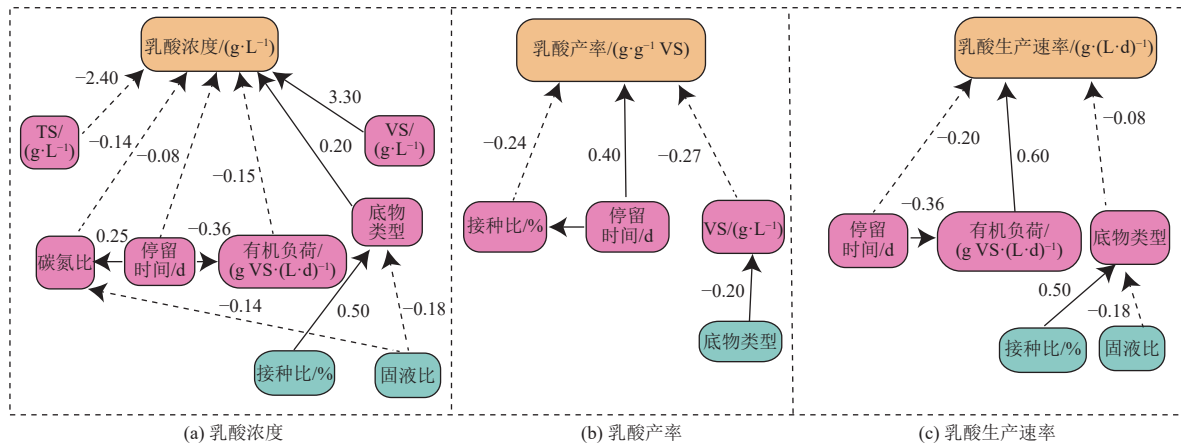 乳酸浓度/(g·L⁻¹)
−2.40
3.30
TS/
(g·L⁻¹)
−0.14
−0.08
−0.15
0.20
VS/
(g·L⁻¹)
底物
类型
碳氮比
0.25
停留
时间/d
−0.36
有机负荷/
(g VS·(L·d)⁻¹)
−0.14
0.50
−0.18
接种比/%
固液比
(a) 乳酸浓度
乳酸产率/(g·g⁻¹ VS)
−0.24
0.40
−0.27
接种比/%
停留
时间/d
VS/(g·L⁻¹)
−0.20
底物类型
(b) 乳酸产率
乳酸生产速率/(g·(L·d)⁻¹)
−0.20
0.60
−0.08
停留
时间/d
−0.36
有机负荷/
(g VS·(L·d)⁻¹)
底物类型
0.50
−0.18
接种比/%
固液比
(c) 乳酸生产速率